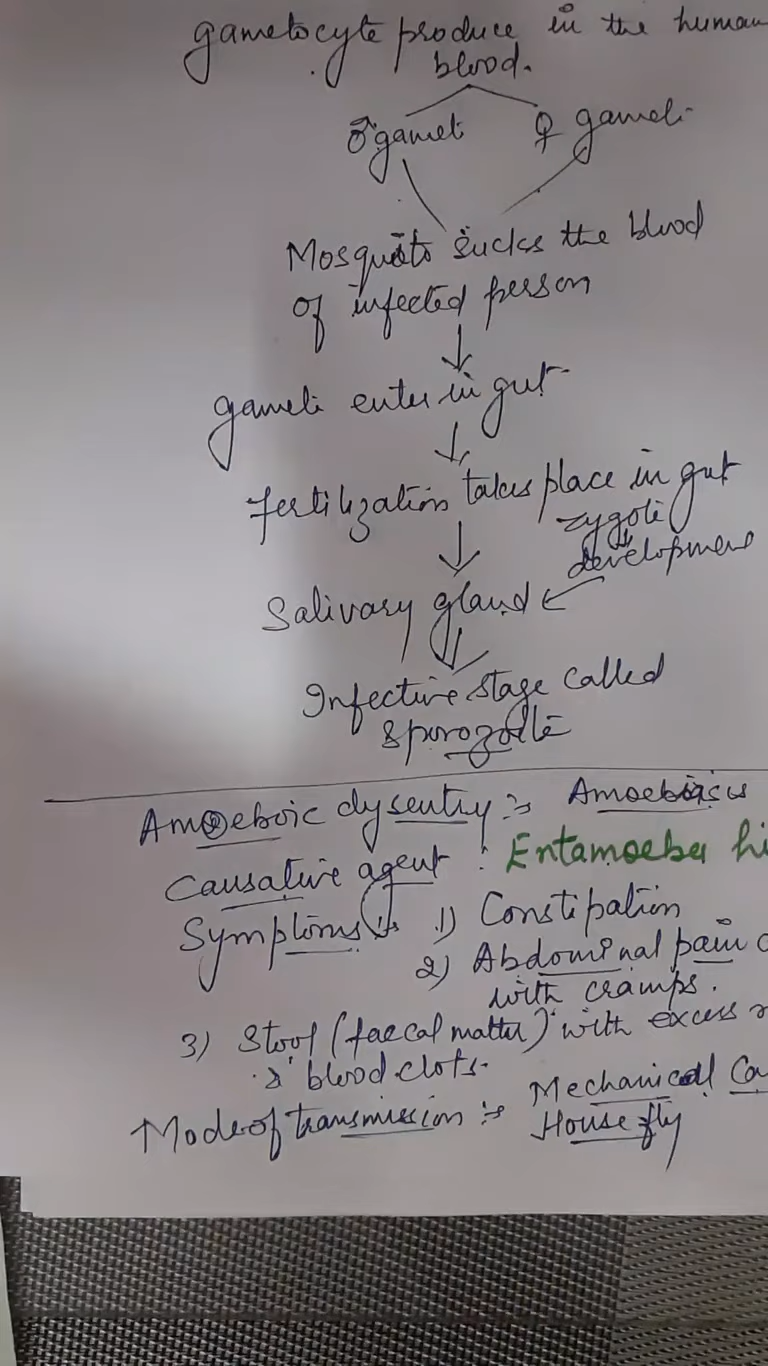 gametocyte produce in the human
blood.
♂ gamete ♀ gamete
Mosquito sucks the blood
of infected person
↓
gamete enter in gut
↓
fertilization takes place in gut
zygote
↓
development
Salivary gland ←
↓
Infective stage called
Sporozoite
Amoeboic dysentry :- Amoebiasis
Causative agent : Entamoeba hi
Symptoms :- 1) Constipation
2) Abdominal pain
with cramps.
3) Stool (faecal matter) with excess
& blood clots.
Mode of transmission :- Mechanical Ca
House fly